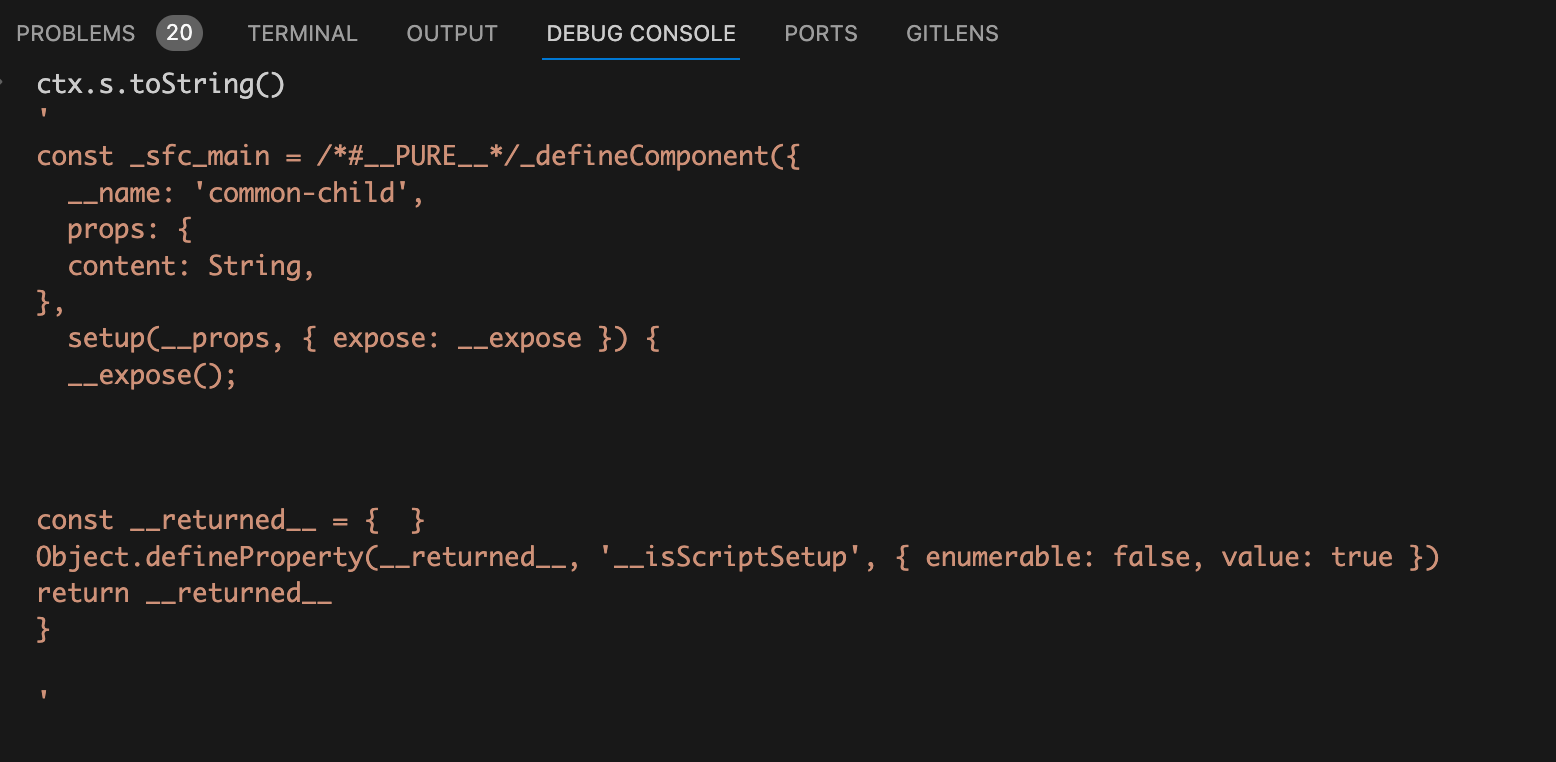 PROBLEMS 20 TERMINAL OUTPUT DEBUG CONSOLE PORTS GITLENS
ctx.s.toString()
'
const _sfc_main = /*#__PURE__*/_defineComponent({
  __name: 'common-child',
  props: {
  content: String,
},
  setup(__props, { expose: __expose }) {
  __expose();
const __returned__ = {  }
Object.defineProperty(__returned__, '__isScriptSetup', { enumerable: false, value: true })
return __returned__
}
'